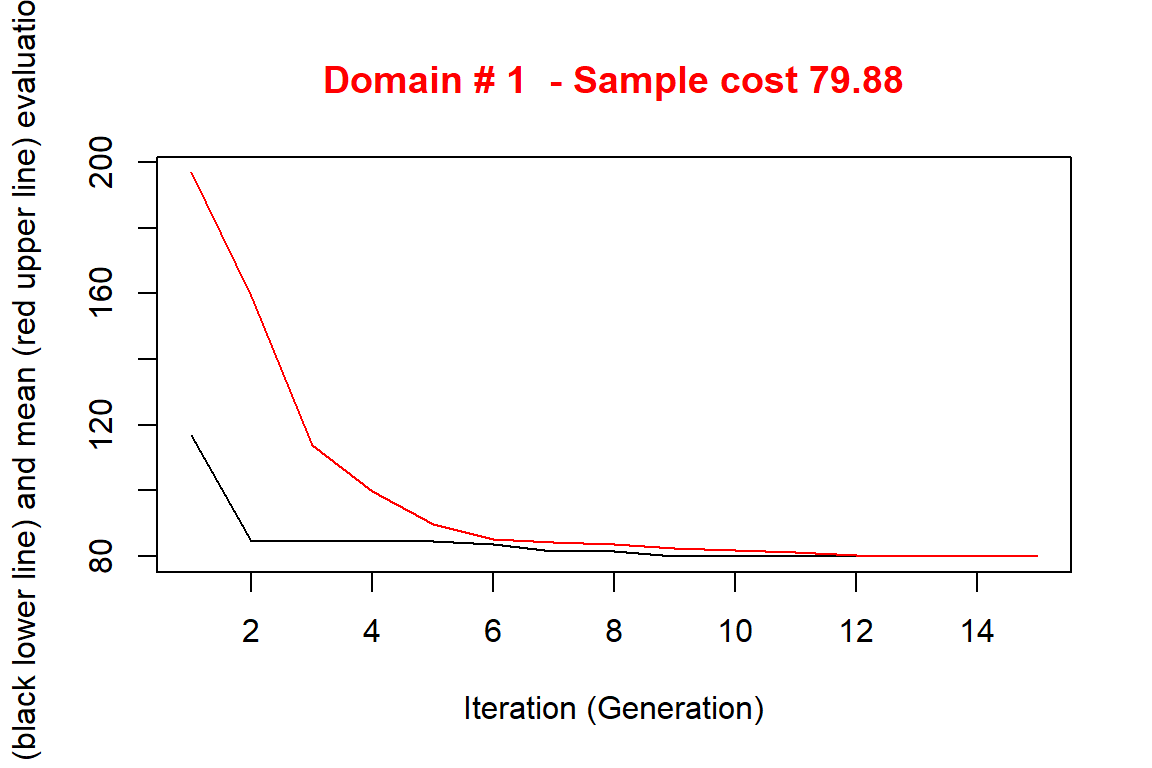 Domain # 1  - Sample cost 79.88
(black lower line) and mean (red upper line) evaluatio
200
160
120
80
2 4 6 8 10 12 14
Iteration (Generation)